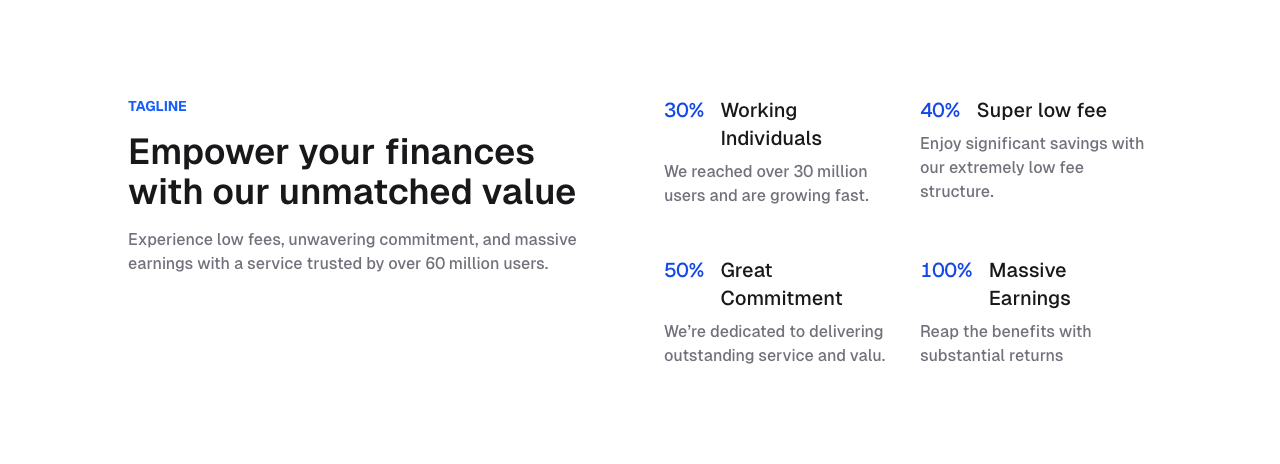 TAGLINE
Empower your finances
with our unmatched value
Experience low fees, unwavering commitment, and massive
earnings with a service trusted by over 60 million users.
30% Working
Individuals
We reached over 30 million
users and are growing fast.
40% Super low fee
Enjoy significant savings with
our extremely low fee
structure.
50% Great
Commitment
We’re dedicated to delivering
outstanding service and valu.
100% Massive
Earnings
Reap the benefits with
substantial returns